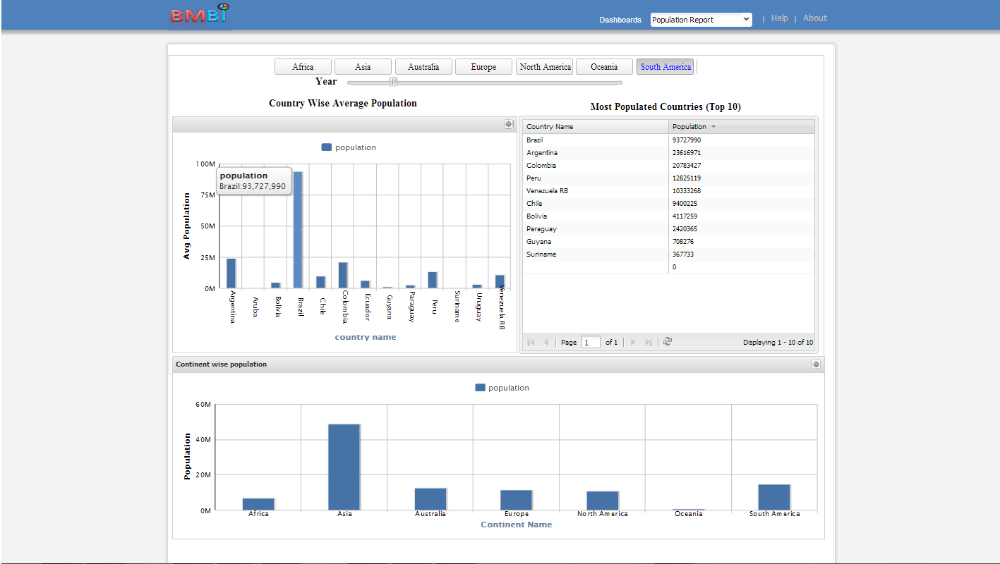 BMBI
Dashboards Population Report | Help | About
Africa Asia Australia Europe North America Oceania South America
Year
Country Wise Average Population
Most Populated Countries (Top 10)
population
100M
75M
50M
25M
0M
Avg Population
population
Brazil:93,727,990
Argentina Aruba Bolivia Brazil Chile Colombia Ecuador Guyana Paraguay Peru Suriname Uruguay Venezuela RB
country name
Country Name Population
Brazil 93727990
Argentina 23616971
Colombia 20783427
Peru 12825119
Venezuela RB 10333268
Chile 9400225
Bolivia 4117259
Paraguay 2420365
Guyana 708276
Suriname 367733
0
Page 1 of 1 Displaying 1 - 10 of 10
Continent wise population
population
60M
40M
20M
0M
Population
Africa Asia Australia Europe North America Oceania South America
Continent Name